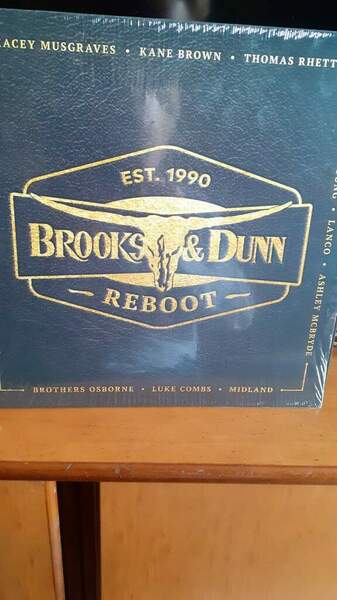 ACEY MUSGRAVES • KANE BROWN • THOMAS RHETT
EST. 1990
BROOKS & DUNN
— REBOOT —
• LANCO • ASHLEY MCBRYDE
BROTHERS OSBORNE • LUKE COMBS • MIDLAND